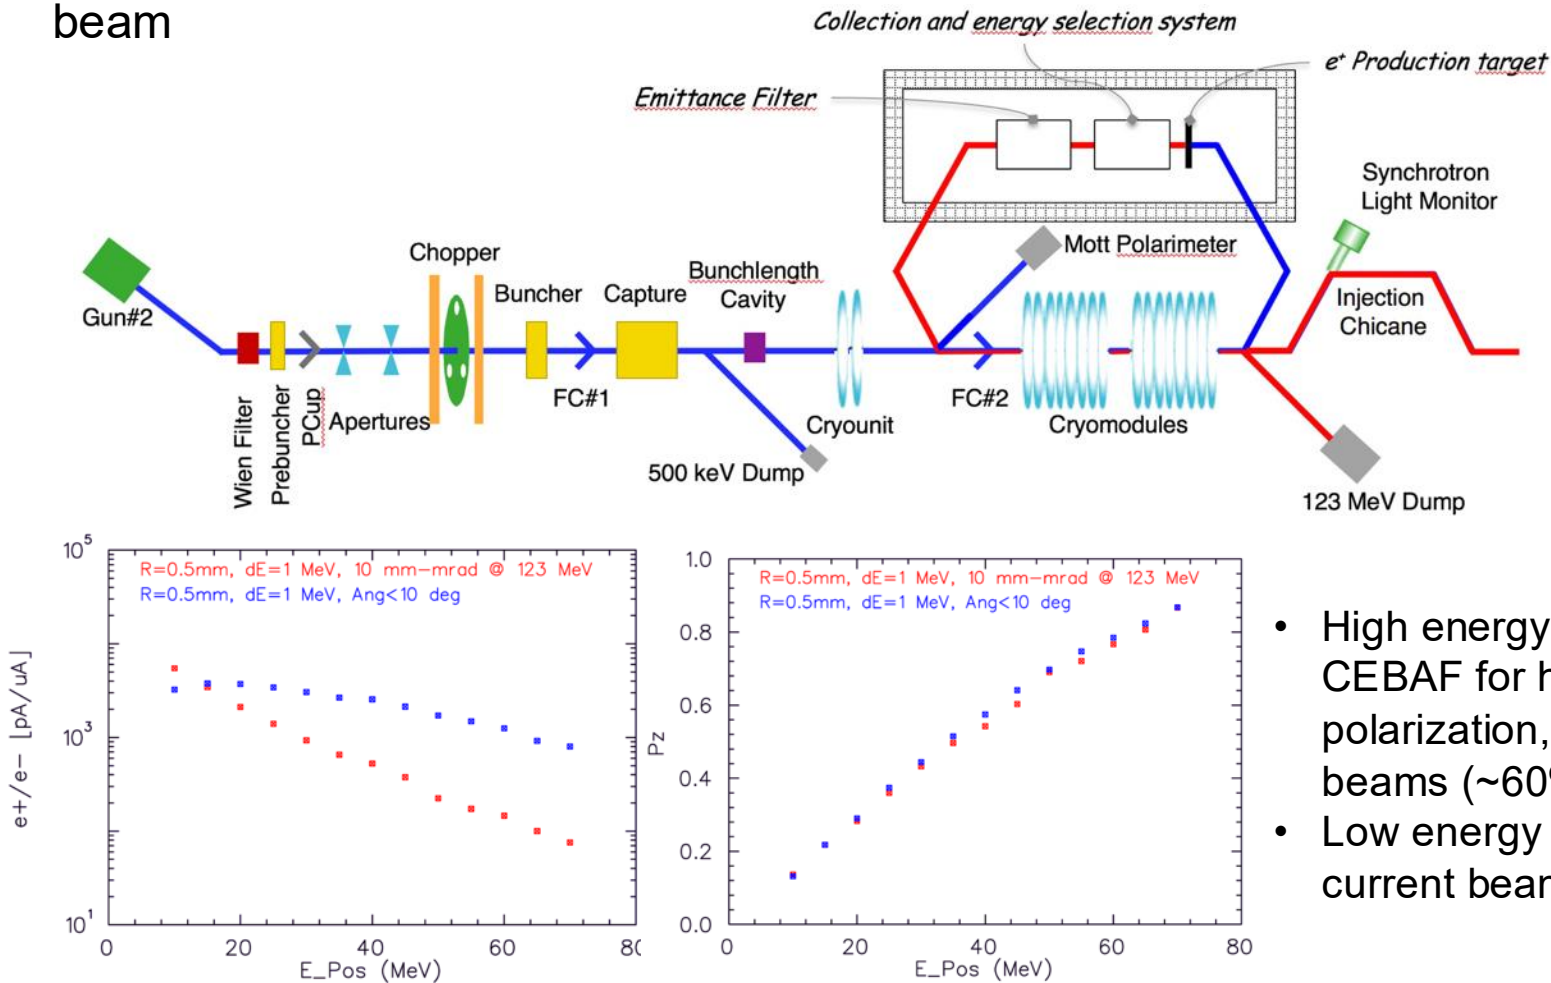 beam
Collection and energy selection system
e⁺ Production target
Emittance Filter
Synchrotron
Light Monitor
Mott Polarimeter
Chopper
Bunchlength
Cavity
Buncher
Capture
Injection
Chicane
Gun#2
FC#1
FC#2
Wien Filter
Prebuncher
PCup
Apertures
Cryounit
Cryomodules
500 keV Dump
123 MeV Dump
R=0.5mm, dE=1 MeV, 10 mm-mrad @ 123 MeV
R=0.5mm, dE=1 MeV, Ang<10 deg
e+/e- [pA/uA]
10⁵
10³
10¹
0 20 40 60 80
E_Pos (MeV)
R=0.5mm, dE=1 MeV, 10 mm-mrad @ 123 MeV
R=0.5mm, dE=1 MeV, Ang<10 deg
Pz
1.0
0.8
0.6
0.4
0.2
0.0
0 20 40 60 80
E_Pos (MeV)
• High energy
CEBAF for h
polarization,
beams (~60
• Low energy
current bea